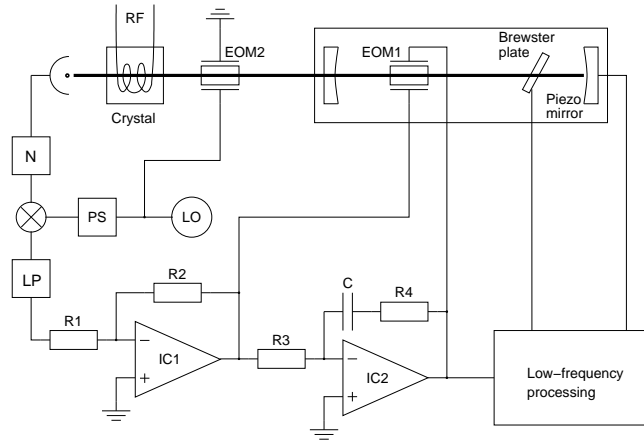 RF
EOM2
EOM1
Brewster
plate
Crystal
Piezo
mirror
N
PS
LO
LP
R2
C
R4
R1
R3
IC1
IC2
Low−frequency
processing